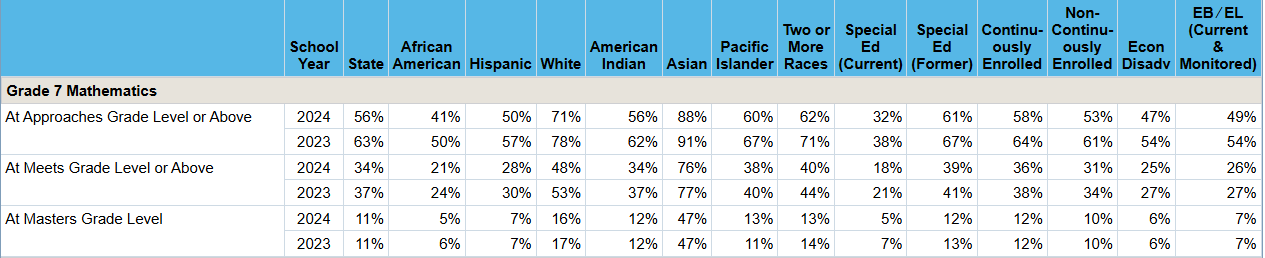 School Year State African American Hispanic White American Indian Asian Pacific Islander Two or More Races Special Ed (Current) Special Ed (Former) Continu-ously Enrolled Non-Continu-ously Enrolled Econ Disadv EB / EL (Current & Monitored)
Grade 7 Mathematics
At Approaches Grade Level or Above 2024 56% 41% 50% 71% 56% 88% 60% 62% 32% 61% 58% 53% 47% 49%
2023 63% 50% 57% 78% 62% 91% 67% 71% 38% 67% 64% 61% 54% 54%
At Meets Grade Level or Above 2024 34% 21% 28% 48% 34% 76% 38% 40% 18% 39% 36% 31% 25% 26%
2023 37% 24% 30% 53% 37% 77% 40% 44% 21% 41% 38% 34% 27% 27%
At Masters Grade Level 2024 11% 5% 7% 16% 12% 47% 13% 13% 5% 12% 12% 10% 6% 7%
2023 11% 6% 7% 17% 12% 47% 11% 14% 7% 13% 12% 10% 6% 7%